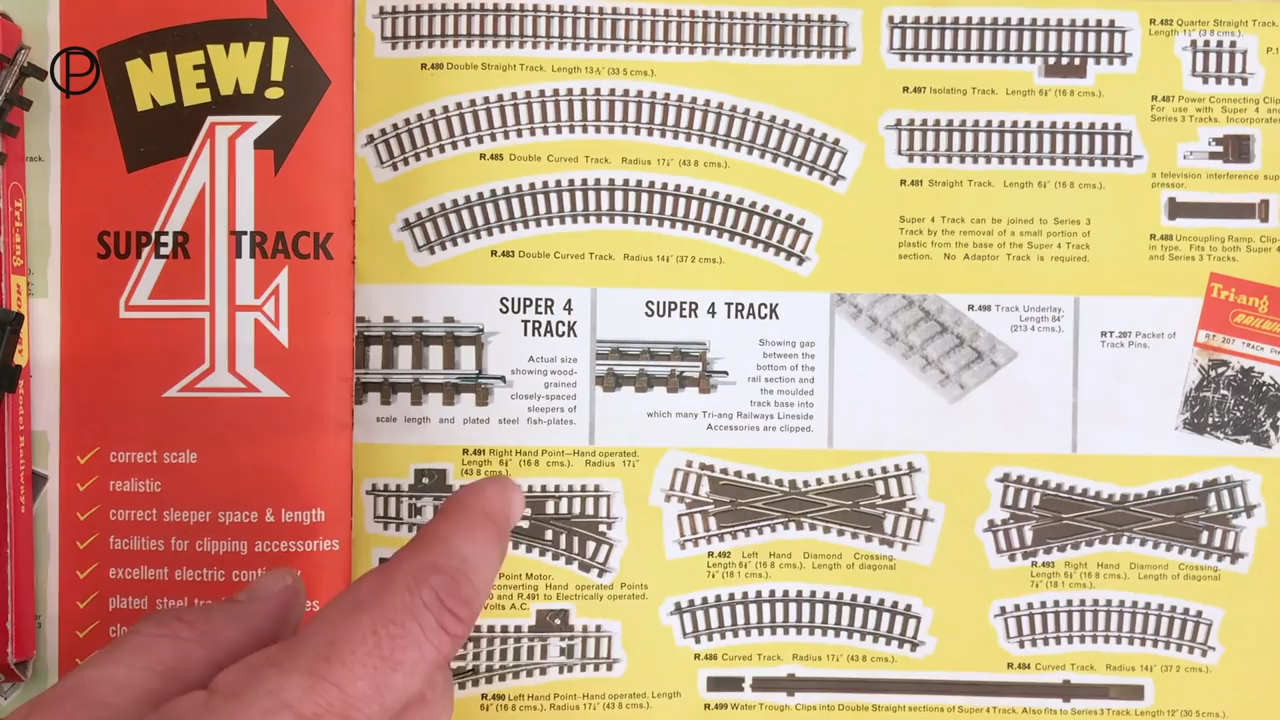 NEW!
SUPER 4 TRACK
correct scale
realistic
correct sleeper space & length
facilities for clipping accessories
excellent electric
plated steel
Tri-ang HORNBY Model Railways
R.480 Double Straight Track. Length 13
(33·5 cms.).
R.485 Double Curved Track. Radius 17¼″ (43·8 cms.).
R.483 Double Curved Track. Radius 14⅝″ (37·2 cms.).
R.497 Isolating Track. Length 6⅝″ (16·8 cms.).
R.481 Straight Track. Length 6⅝″ (16·8 cms.).
Super 4 Track can be joined to Series 3
Track by the removal of a small portion of
plastic from the base of the Super 4 Track
section. No Adaptor Track is required.
R.482 Quarter Straight Track.
Length 1½″ (3·8 cms.).
R.487 Power Connecting Clip
For use with Super 4 and
Series 3 Tracks. Incorporates
a television interference sup
pressor.
R.488 Uncoupling Ramp. Clip-
in type. Fits to both Super 4
and Series 3 Tracks.
SUPER 4
TRACK
Actual size
showing wood-
grained
closely-spaced
sleepers of
scale length and plated steel fish-plates.
SUPER 4 TRACK
Showing gap
between the
bottom of the
rail section and
the moulded
track base into
which many Tri-ang Railways Lineside
Accessories are clipped.
R.498 Track Underlay.
Length 84″
(213·4 cms.).
RT.207 Packet of
Track Pins.
Tri-ang
RAILWAYS
RT 207 TRACK PINS
R.491 Right Hand Point—Hand operated.
Length 6⅝″ (16·8 cms.). Radius 17¼″
(43·8 cms.).
Point Motor.
converting Hand operated Points
and R.491 to Electrically operated.
Volts A.C.
R.490 Left Hand Point—Hand operated. Length
6⅝″ (16·8 cms.). Radius 17¼″ (43·8 cms.).
R.492 Left Hand Diamond Crossing.
Length 6⅝″ (16·8 cms.). Length of diagonal
7⅛″ (18·1 cms.).
R.493 Right Hand Diamond Crossing.
Length 6⅝″ (16·8 cms.). Length of diagonal
7⅛″ (18·1 cms.).
R.486 Curved Track. Radius 17¼″ (43·8 cms.).
R.484 Curved Track. Radius 14⅝″ (37·2 cms.).
R.499 Water Trough. Clips into Double Straight sections of Super 4 Track. Also fits to Series 3 Track. Length 12″ (30·5 cms.).